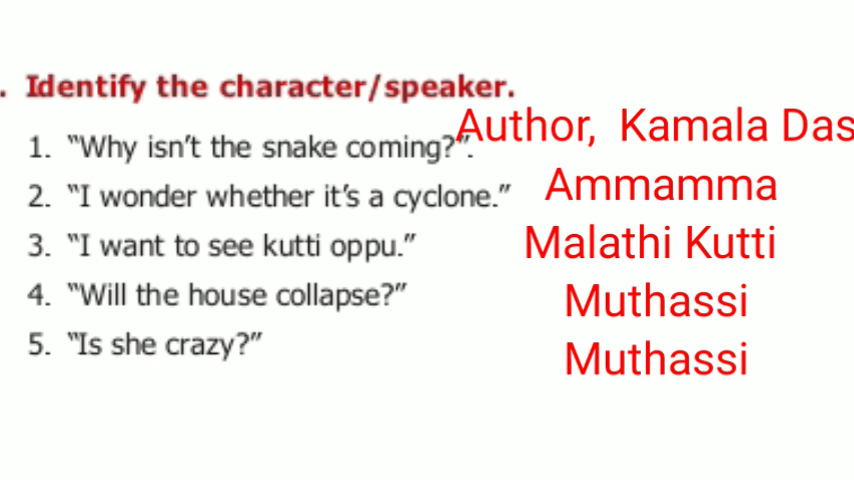 . Identify the character/speaker.
1. “Why isn’t the snake coming?”. Author, Kamala Das
2. “I wonder whether it’s a cyclone.” Ammamma
3. “I want to see kutti oppu.” Malathi Kutti
4. “Will the house collapse?” Muthassi
5. “Is she crazy?” Muthassi